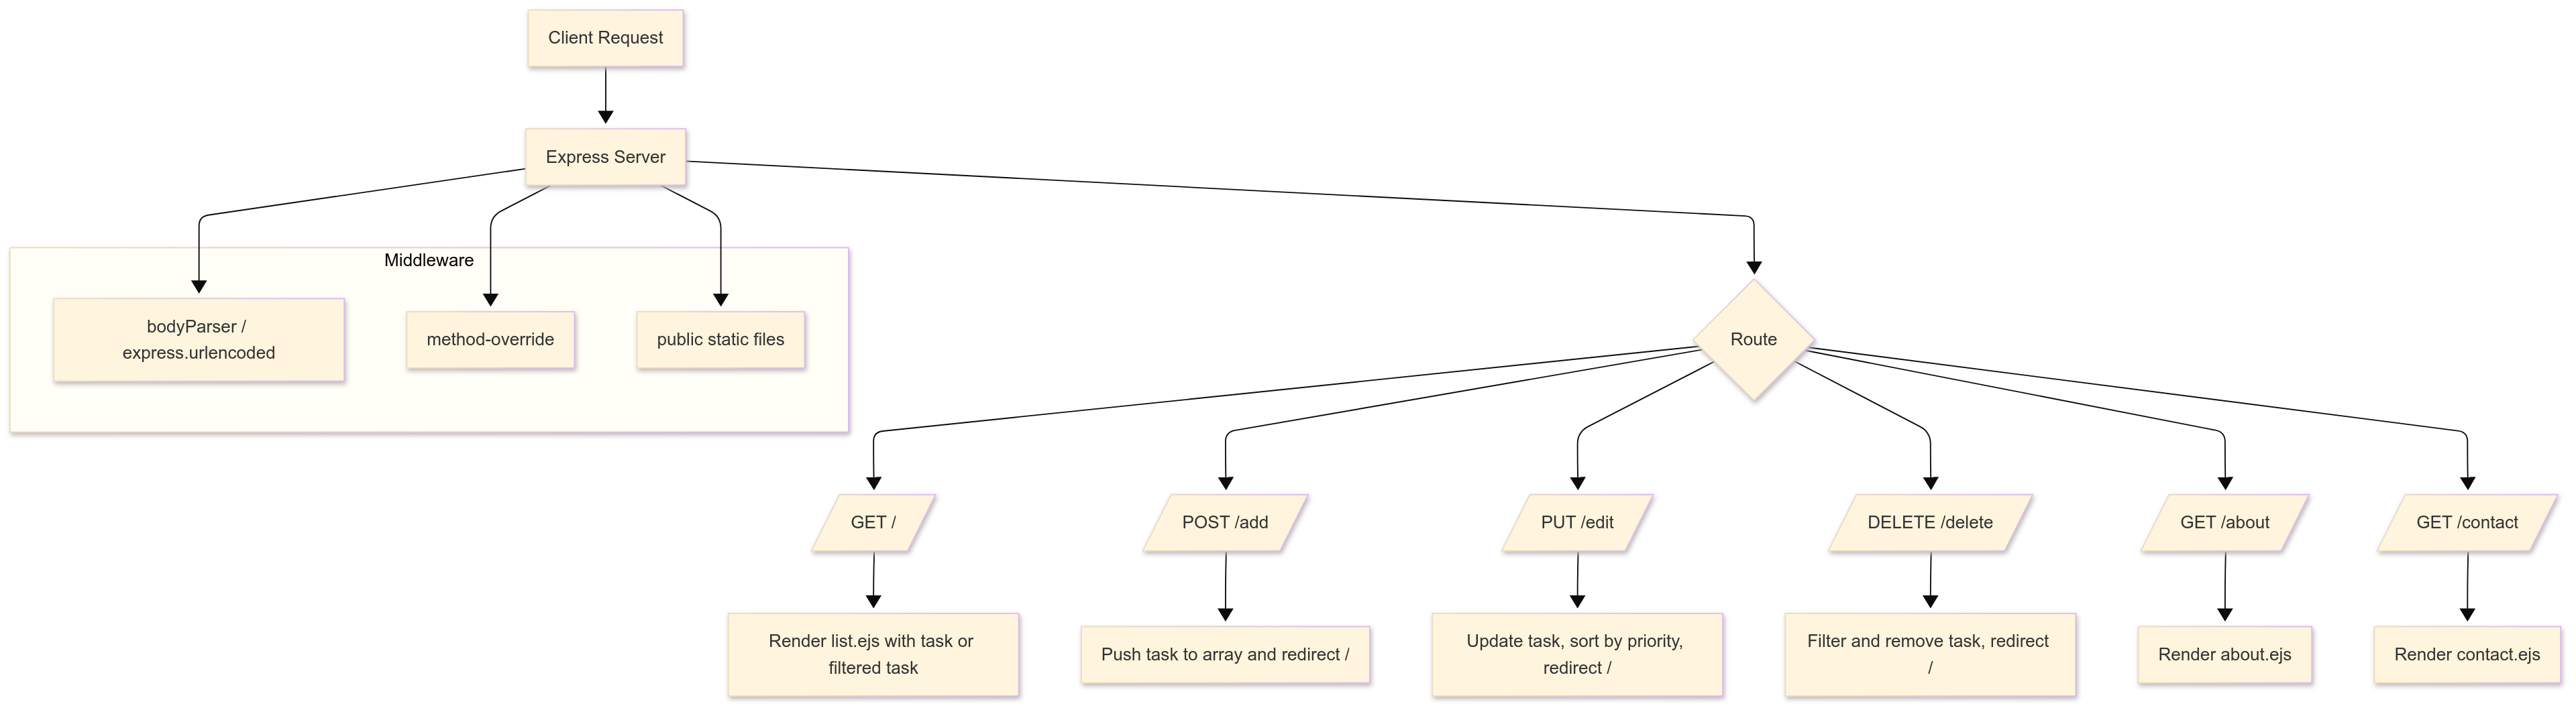 Client Request
Express Server
Middleware
bodyParser /
express.urlencoded
method-override
public static files
Route
GET /
POST /add
PUT /edit
DELETE /delete
GET /about
GET /contact
Render list.ejs with task or
filtered task
Push task to array and redirect /
Update task, sort by priority,
redirect /
Filter and remove task, redirect
/
Render about.ejs
Render contact.ejs